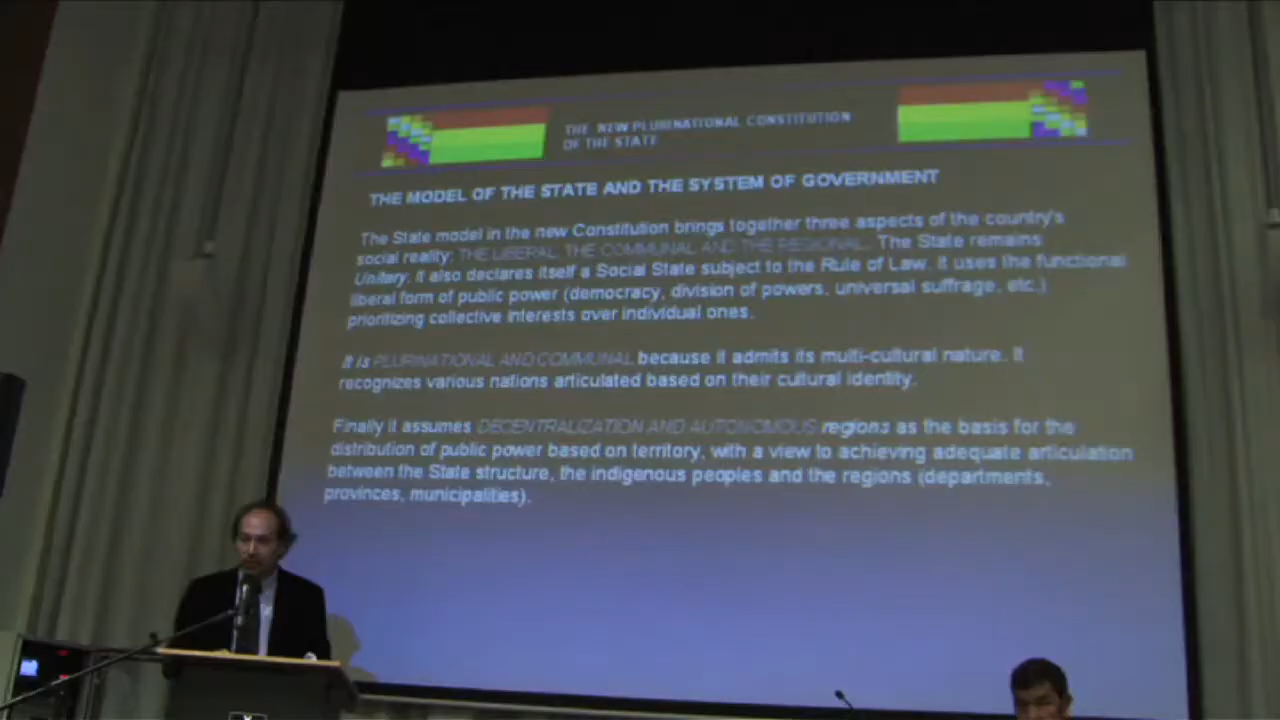 THE NEW PLURINATIONAL CONSTITUTION
OF THE STATE
THE MODEL OF THE STATE AND THE SYSTEM OF GOVERNMENT
The State model in the new Constitution brings together three aspects of the country's
social reality; THE LIBERAL, THE COMMUNAL AND THE REGIONAL. The State remains
Unitary. It also declares itself a Social State subject to the Rule of Law. It uses the functional
liberal form of public power (democracy, division of powers, universal suffrage, etc.)
prioritizing collective interests over individual ones.
It is PLURINATIONAL AND COMMUNAL because it admits its multi-cultural nature. It
recognizes various nations articulated based on their cultural identity.
Finally it assumes DECENTRALIZATION AND AUTONOMOUS regions as the basis for the
distribution of public power based on territory, with a view to achieving adequate articulation
between the State structure, the indigenous peoples and the regions (departments,
provinces, municipalities).